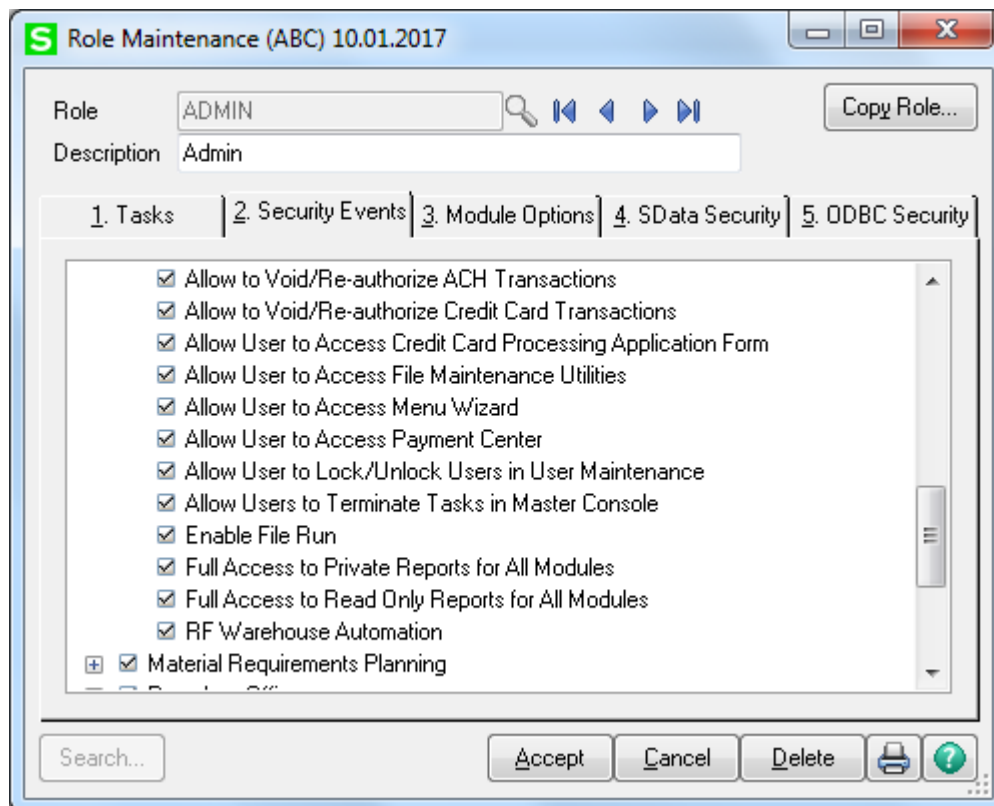 S Role Maintenance (ABC) 10.01.2017
Role ADMIN Copy Role...
Description Admin
1. Tasks 2. Security Events 3. Module Options 4. SData Security 5. ODBC Security
Allow to Void/Re-authorize ACH Transactions
Allow to Void/Re-authorize Credit Card Transactions
Allow User to Access Credit Card Processing Application Form
Allow User to Access File Maintenance Utilities
Allow User to Access Menu Wizard
Allow User to Access Payment Center
Allow User to Lock/Unlock Users in User Maintenance
Allow Users to Terminate Tasks in Master Console
Enable File Run
Full Access to Private Reports for All Modules
Full Access to Read Only Reports for All Modules
RF Warehouse Automation
Material Requirements Planning
Search... Accept Cancel Delete ?